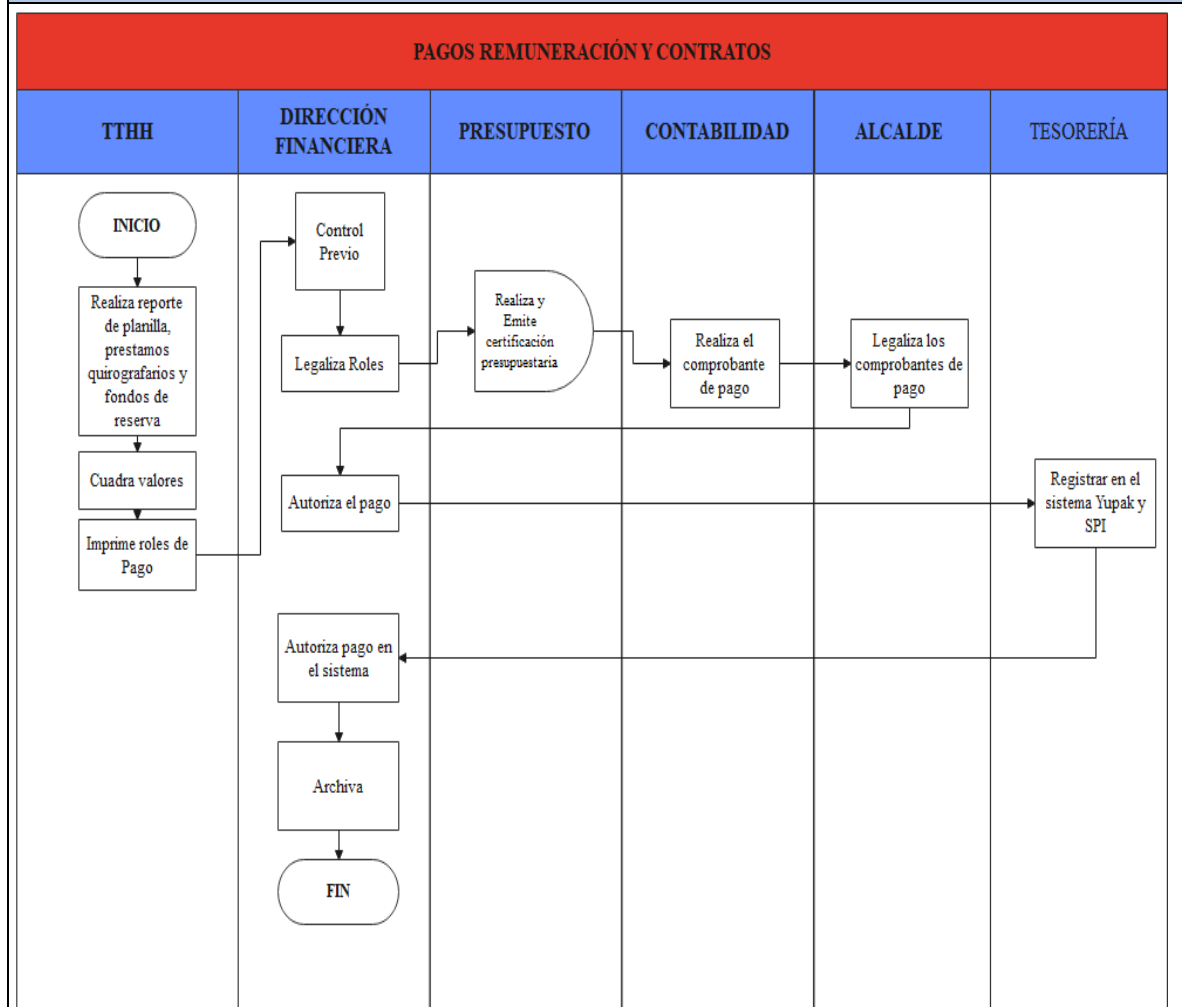 PAGOS REMUNERACIÓN Y CONTRATOS
TTHH
DIRECCIÓN
FINANCIERA
PRESUPUESTO
CONTABILIDAD
ALCALDE
TESORERÍA
INICIO
Realiza reporte
de planilla,
prestamos
quirografarios y
fondos de
reserva
Cuadra valores
Imprime roles de
Pago
Control
Previo
Legaliza Roles
Realiza y
Emite
certificación
presupuestaria
Realiza el
comprobante
de pago
Legaliza los
comprobantes de
pago
Autoriza el pago
Registrar en el
sistema Yupak y
SPI
Autoriza pago en
el sistema
Archiva
FIN